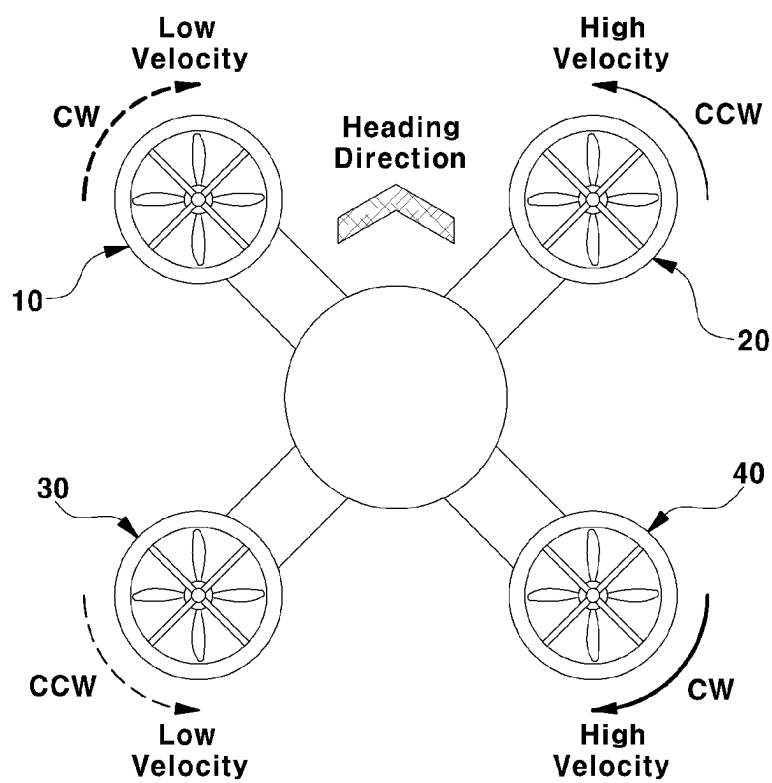 Low
Velocity
High
Velocity
CW
CCW
Heading
Direction
10
20
30
40
CCW
CW
Low
Velocity
High
Velocity